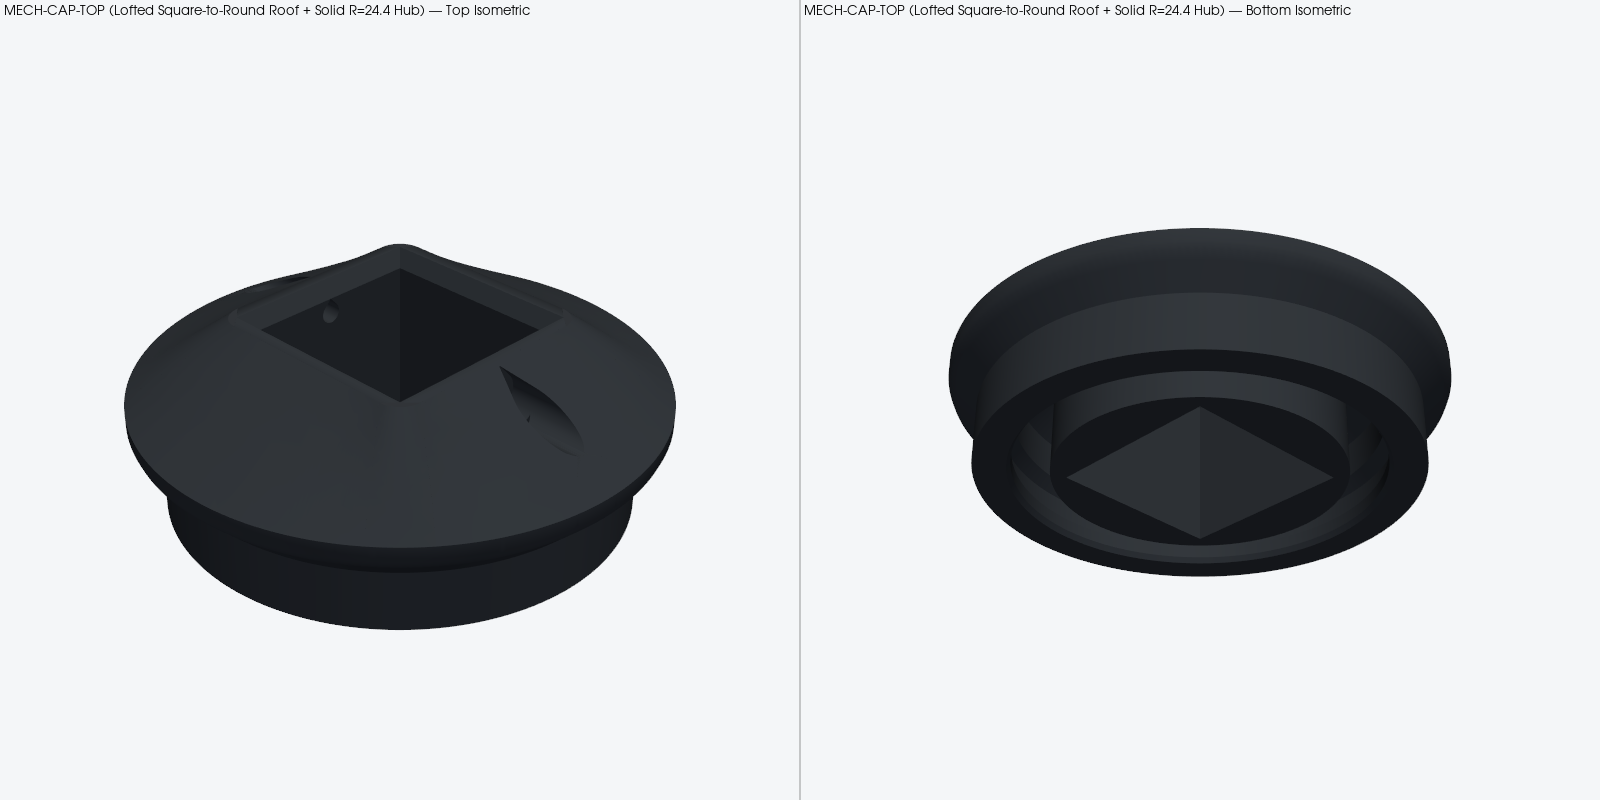 MECH-CAP-TOP (Lofted Square-to-Round Roof + Solid R=24.4 Hub) — Top Isometric
MECH-CAP-TOP (Lofted Square-to-Round Roof + Solid R=24.4 Hub) — Bottom Isometric